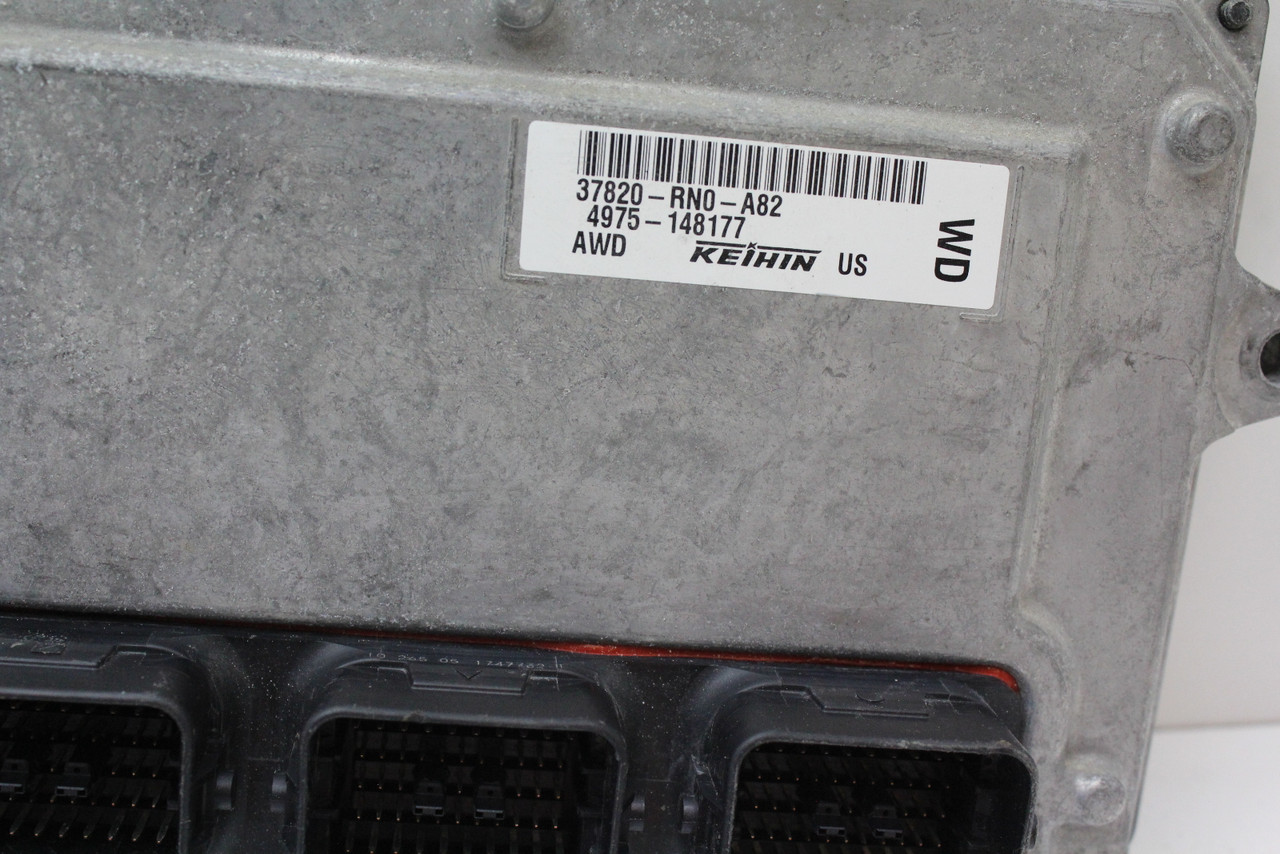 37820-RN0-A82
4975-148177
AWD KEIHIN US
WD